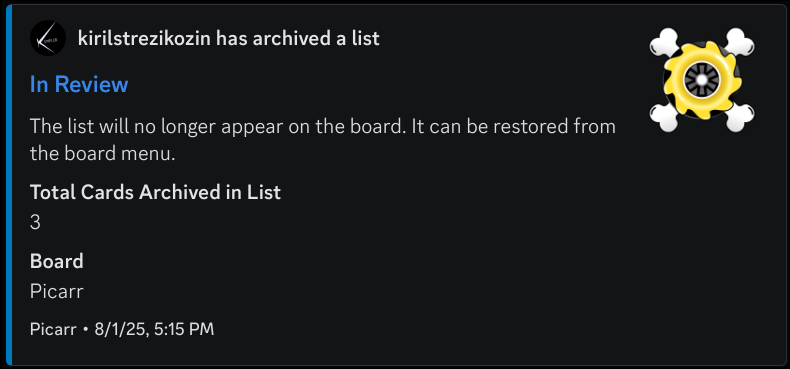 kirilstrezikozin has archived a list
In Review
The list will no longer appear on the board. It can be restored from
the board menu.
Total Cards Archived in List
3
Board
Picarr
Picarr • 8/1/25, 5:15 PM